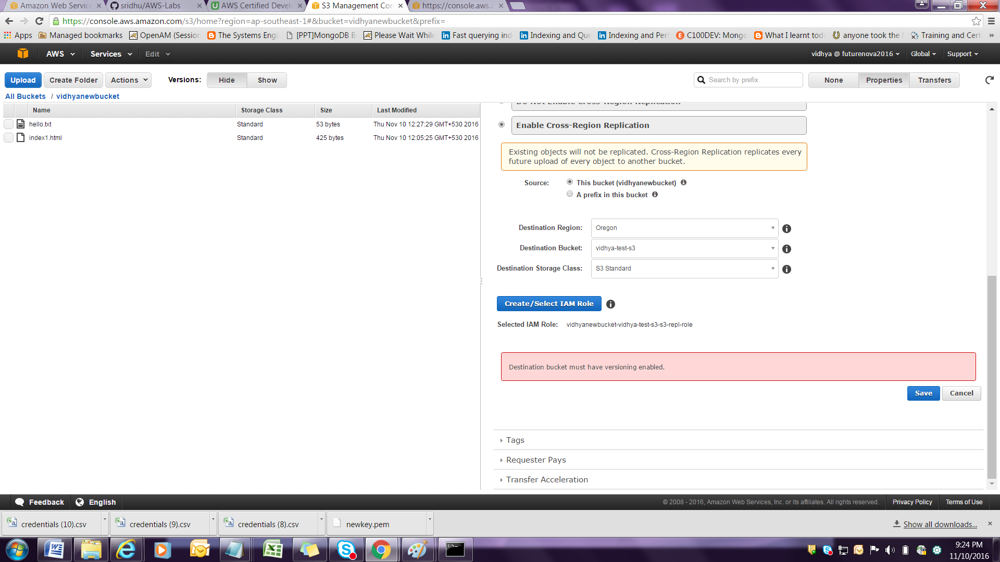 Amazon Web Service
sridhu/AWS-Labs
AWS Certified Develo
S3 Management Con
https://console.aws.a
https://console.aws.amazon.com/s3/home?region=ap-southeast-1#&bucket=vidhyanewbucket&prefix=
Apps
Managed bookmarks
OpenAM (Session
The Systems Engi
[PPT]MongoDB B
Please Wait While
Fast querying ind
Indexing and Que
Indexing and Perf
C100DEV: Mongo
What I learnt tod
anyone took the
Training and Cert
»
AWS
Services
Edit
vidhya @ futurenova2016
Global
Support
Upload
Create Folder
Actions
Versions:
Hide
Show
Search by prefix
None
Properties
Transfers
All Buckets / vidhyanewbucket
Name
Storage Class
Size
Last Modified
hello.txt
Standard
53 bytes
Thu Nov 10 12:27:29 GMT+530 2016
index1.html
Standard
425 bytes
Thu Nov 10 12:05:25 GMT+530 2016
Do Not Enable Cross-Region Replication
Enable Cross-Region Replication
Existing objects will not be replicated. Cross-Region Replication replicates every
future upload of every object to another bucket.
Source:
This bucket (vidhyanewbucket)
A prefix in this bucket
Destination Region:
Oregon
Destination Bucket:
vidhya-test-s3
Destination Storage Class:
S3 Standard
Create/Select IAM Role
Selected IAM Role:
vidhyanewbucket-vidhya-test-s3-s3-repl-role
Destination bucket must have versioning enabled.
Save
Cancel
Tags
Requester Pays
Transfer Acceleration
Feedback
English
© 2008 - 2016, Amazon Web Services, Inc. or its affiliates. All rights reserved.
Privacy Policy
Terms of Use
credentials (10).csv
credentials (9).csv
credentials (8).csv
newkey.pem
Show all downloads...
9:24 PM
11/10/2016